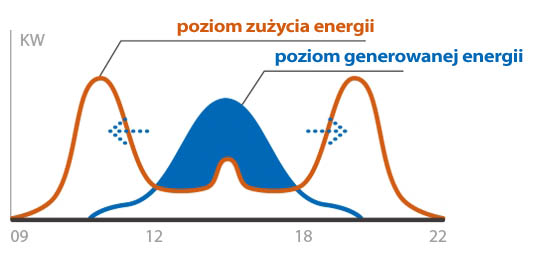 poziom zużycia energii
KW
poziom generowanej energii
09 12 18 22